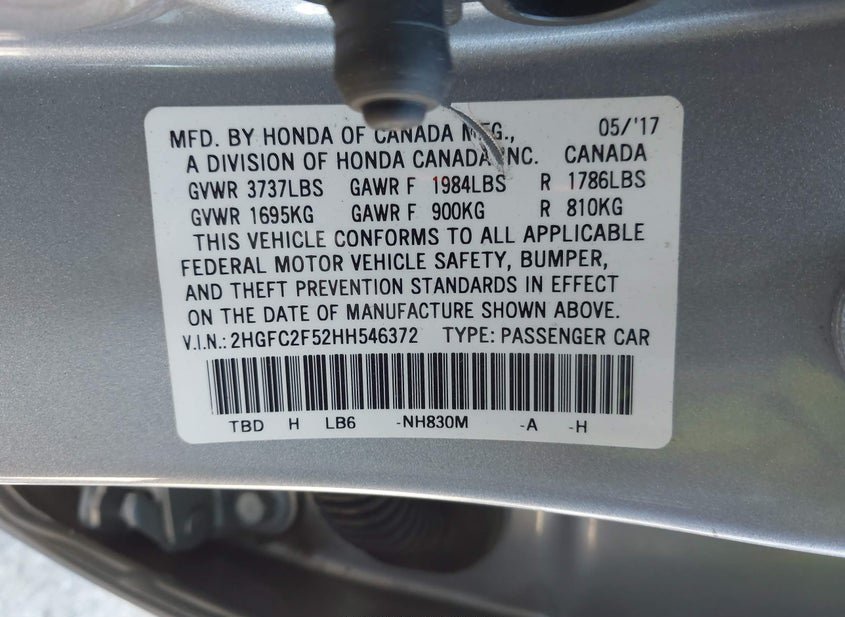 MFD. BY HONDA OF CANADA MFG., 05/'17
A DIVISION OF HONDA CANADA INC. CANADA
GVWR 3737LBS GAWR F 1984LBS R 1786LBS
GVWR 1695KG GAWR F 900KG R 810KG
THIS VEHICLE CONFORMS TO ALL APPLICABLE
FEDERAL MOTOR VEHICLE SAFETY, BUMPER,
AND THEFT PREVENTION STANDARDS IN EFFECT
ON THE DATE OF MANUFACTURE SHOWN ABOVE.
V.I.N.: 2HGFC2F52HH546372 TYPE: PASSENGER CAR
TBD H LB6 -NH830M -A -H